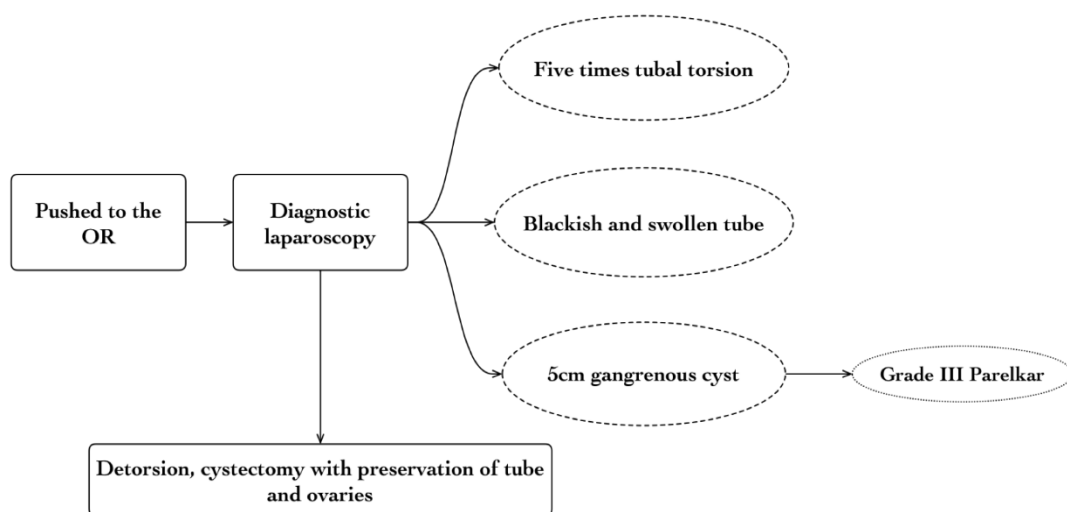 Five times tubal torsion
Pushed to the
OR
Diagnostic
laparoscopy
Blackish and swollen tube
5cm gangrenous cyst
Grade III Parelkar
Detorsion, cystectomy with preservation of tube
and ovaries